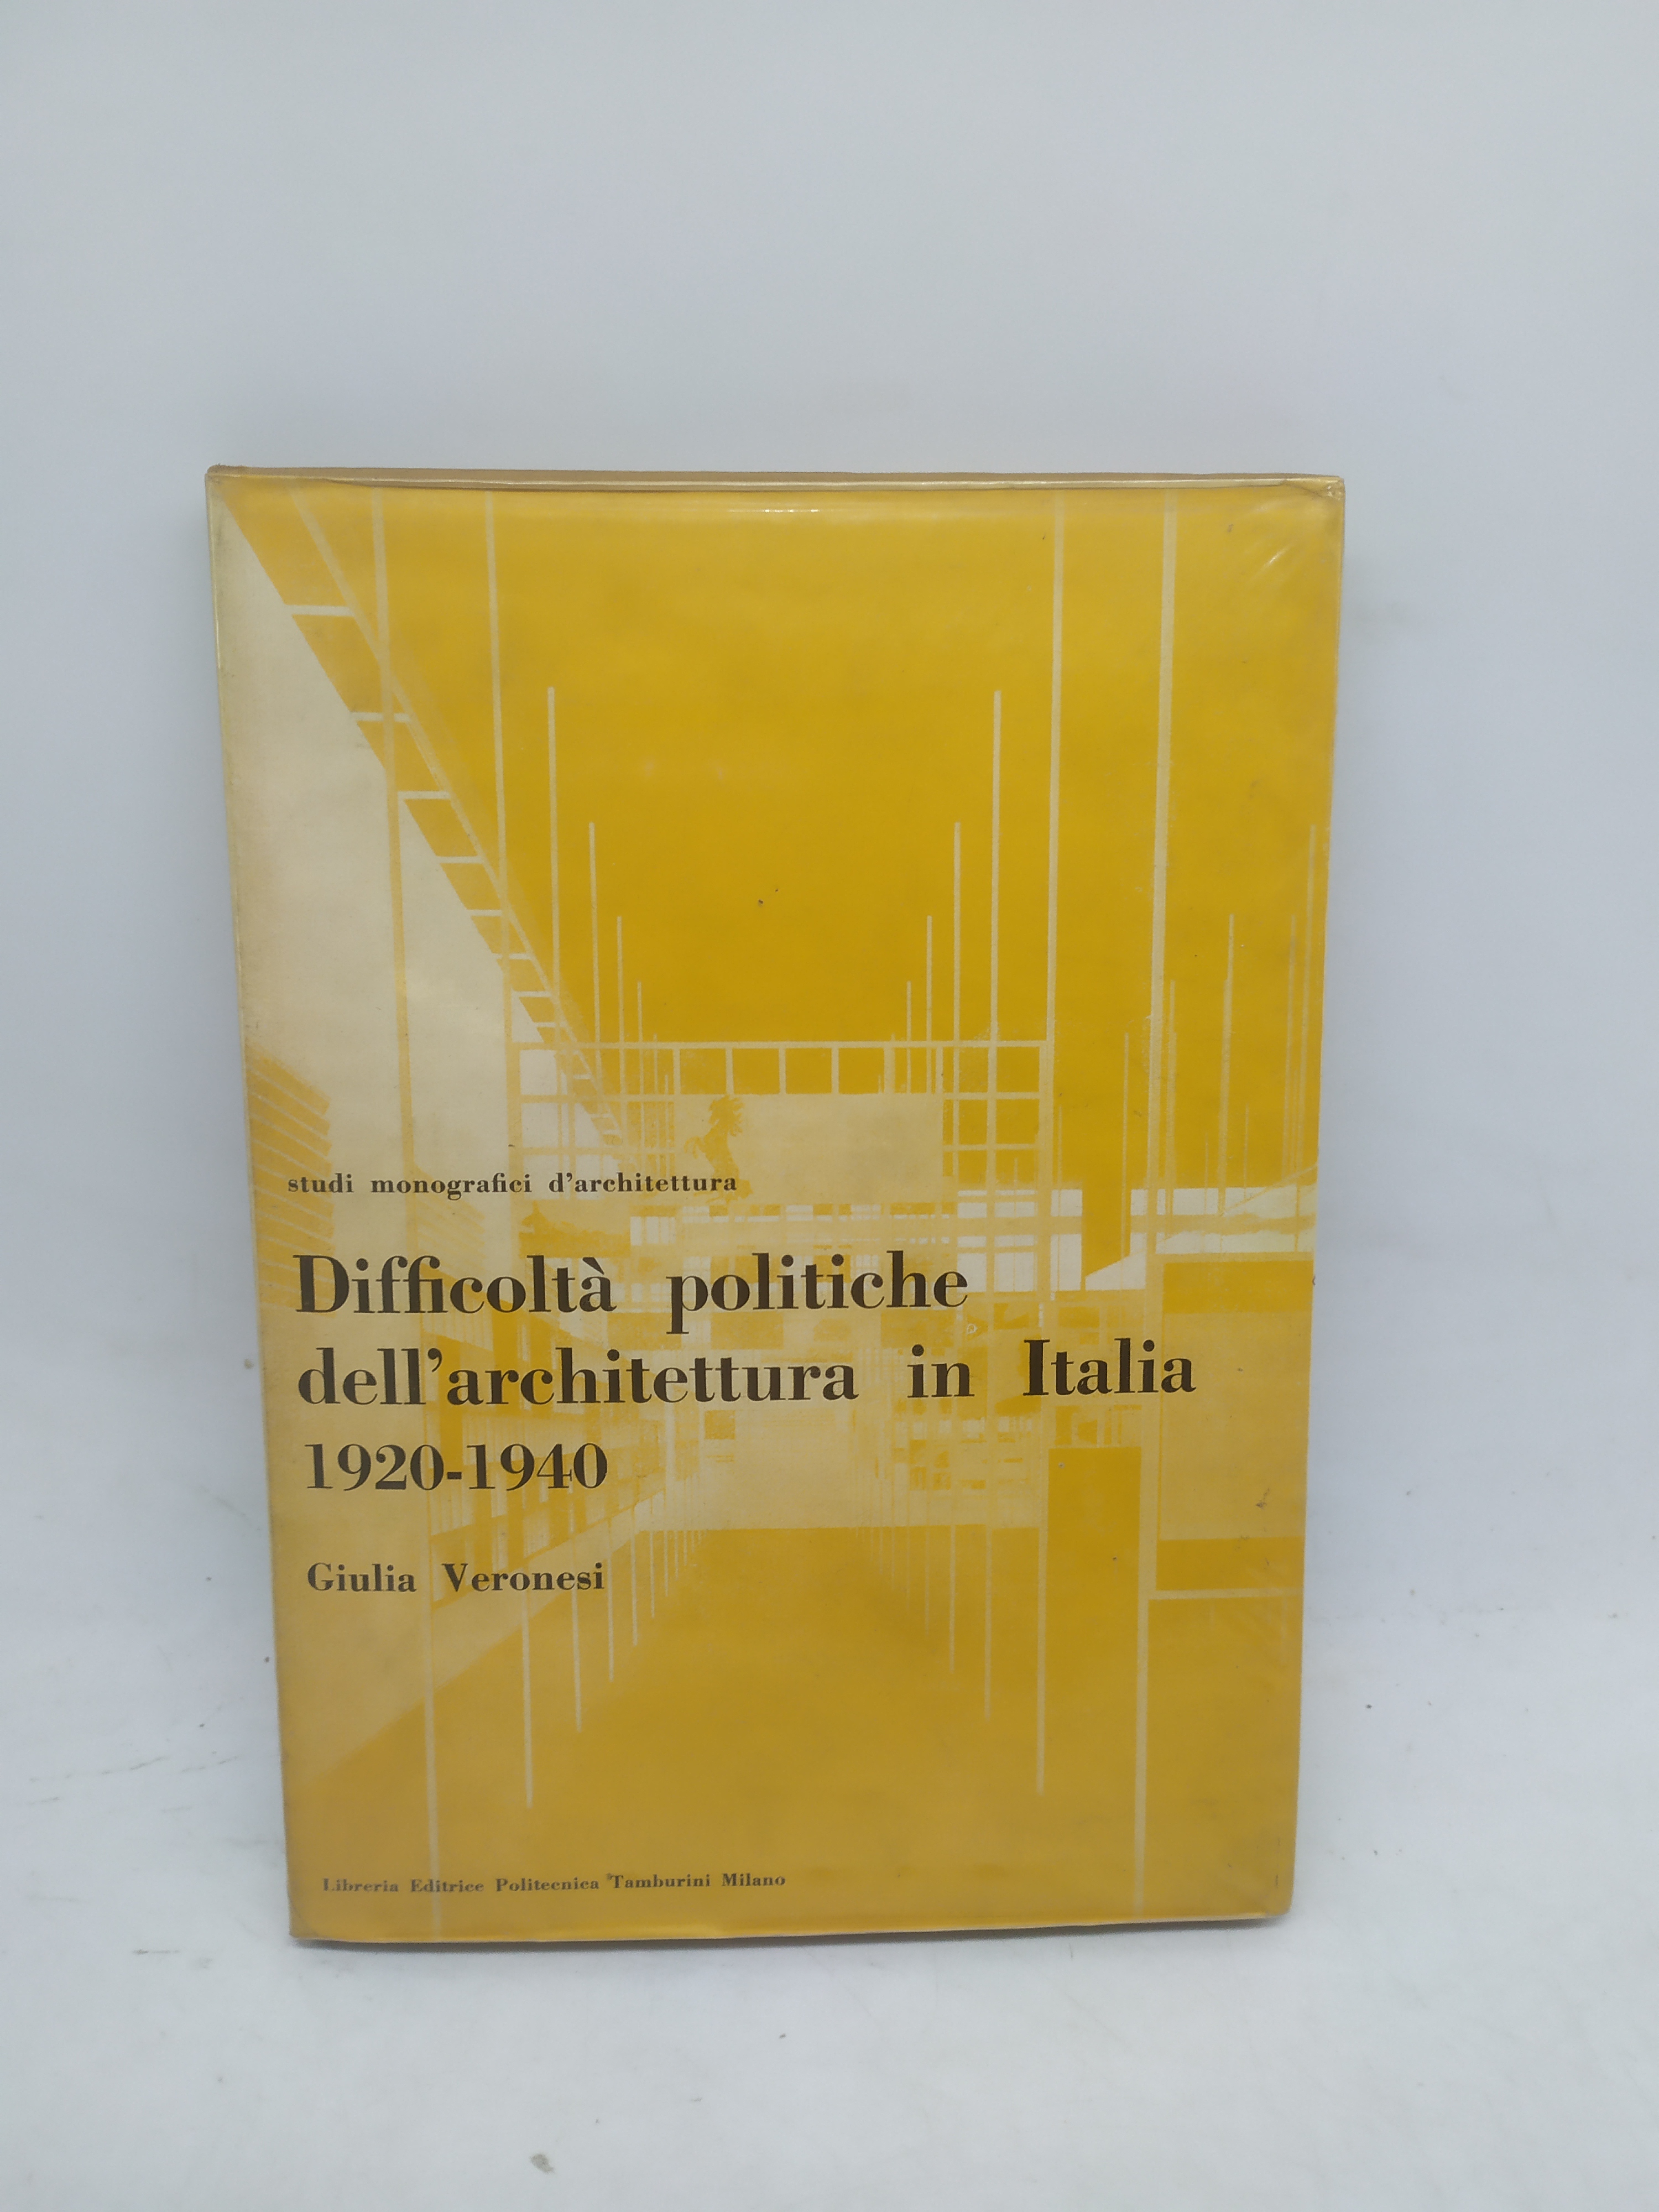 studi monografici d'architettura
Difficoltà politiche
dell'architettura in Italia
1920-1940
Giulia Veronesi
Libreria Editrice Politecnica Tamburini Milano